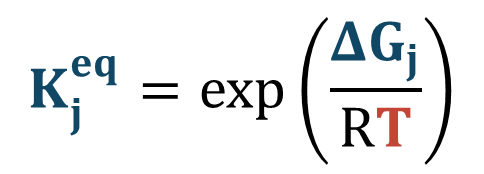 K_j^eq = exp(ΔG_j / RT)